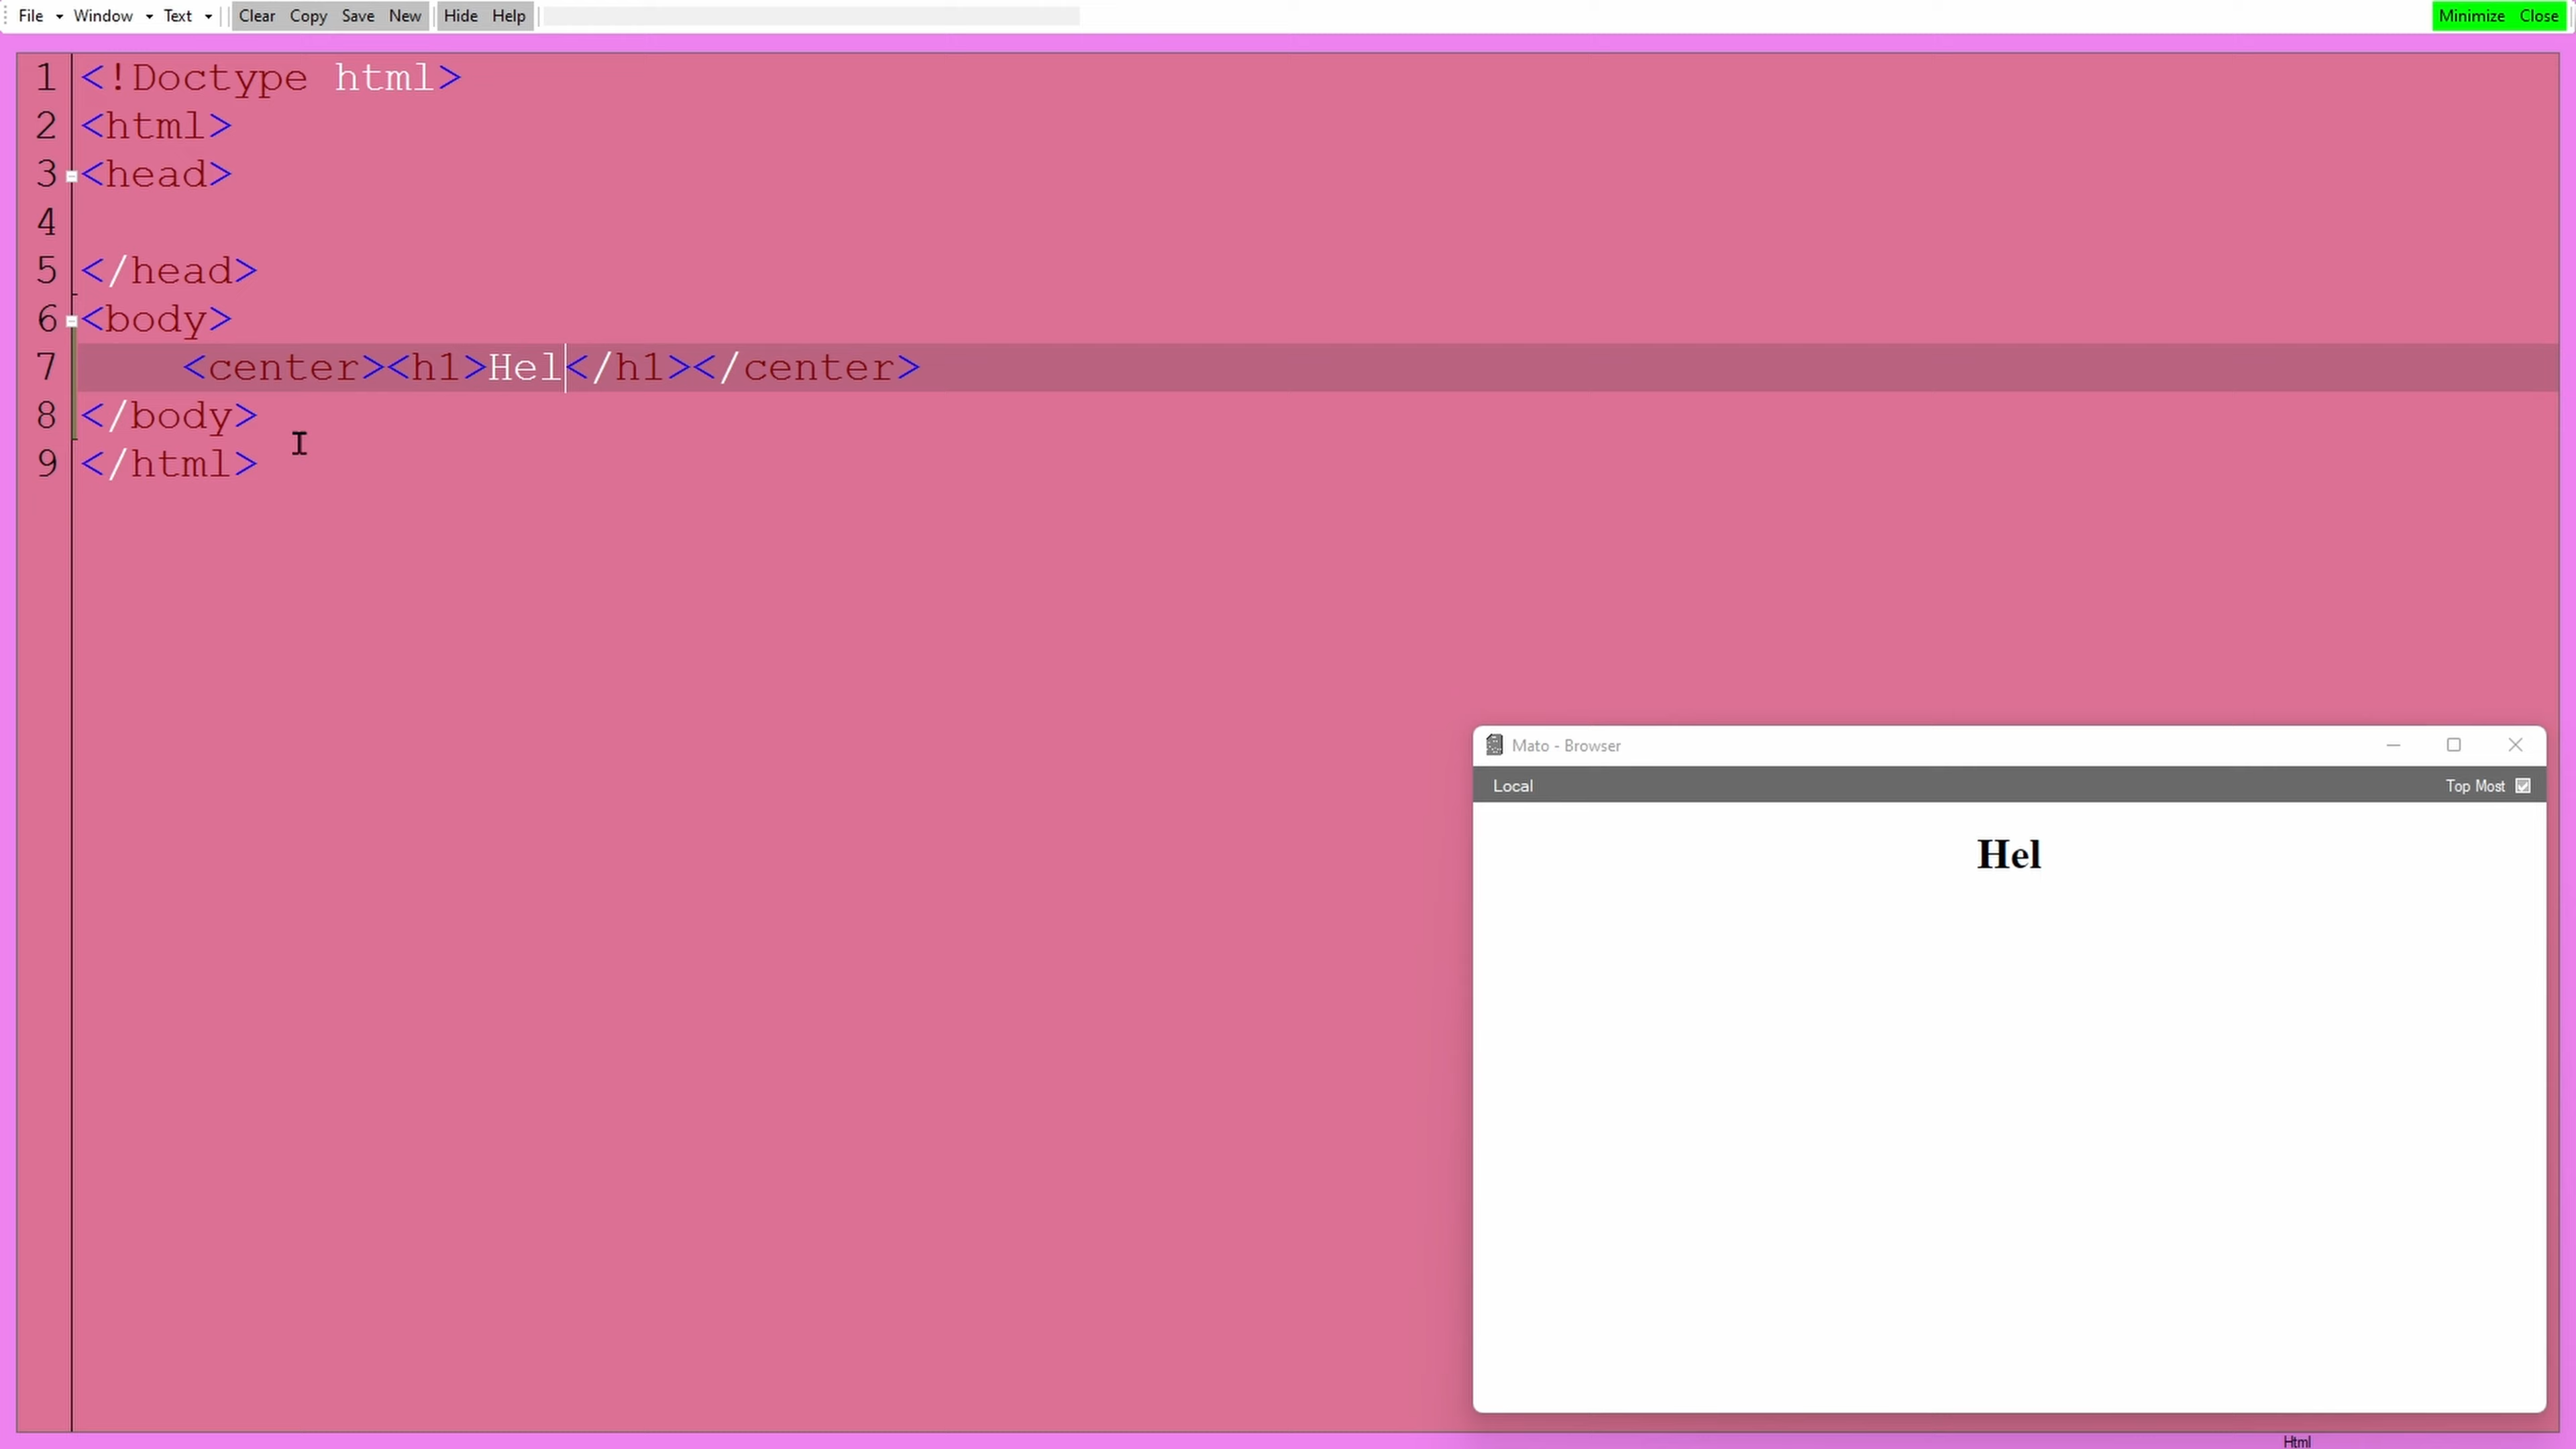 File Window Text Clear Copy Save New Hide Help Minimize Close
1 <!Doctype html>
2 <html>
3 <head>
4
5 </head>
6 <body>
7 <center><h1>Hel</h1></center>
8 </body>
9 </html>
Mato - Browser
Local Top Most
Hel
Html